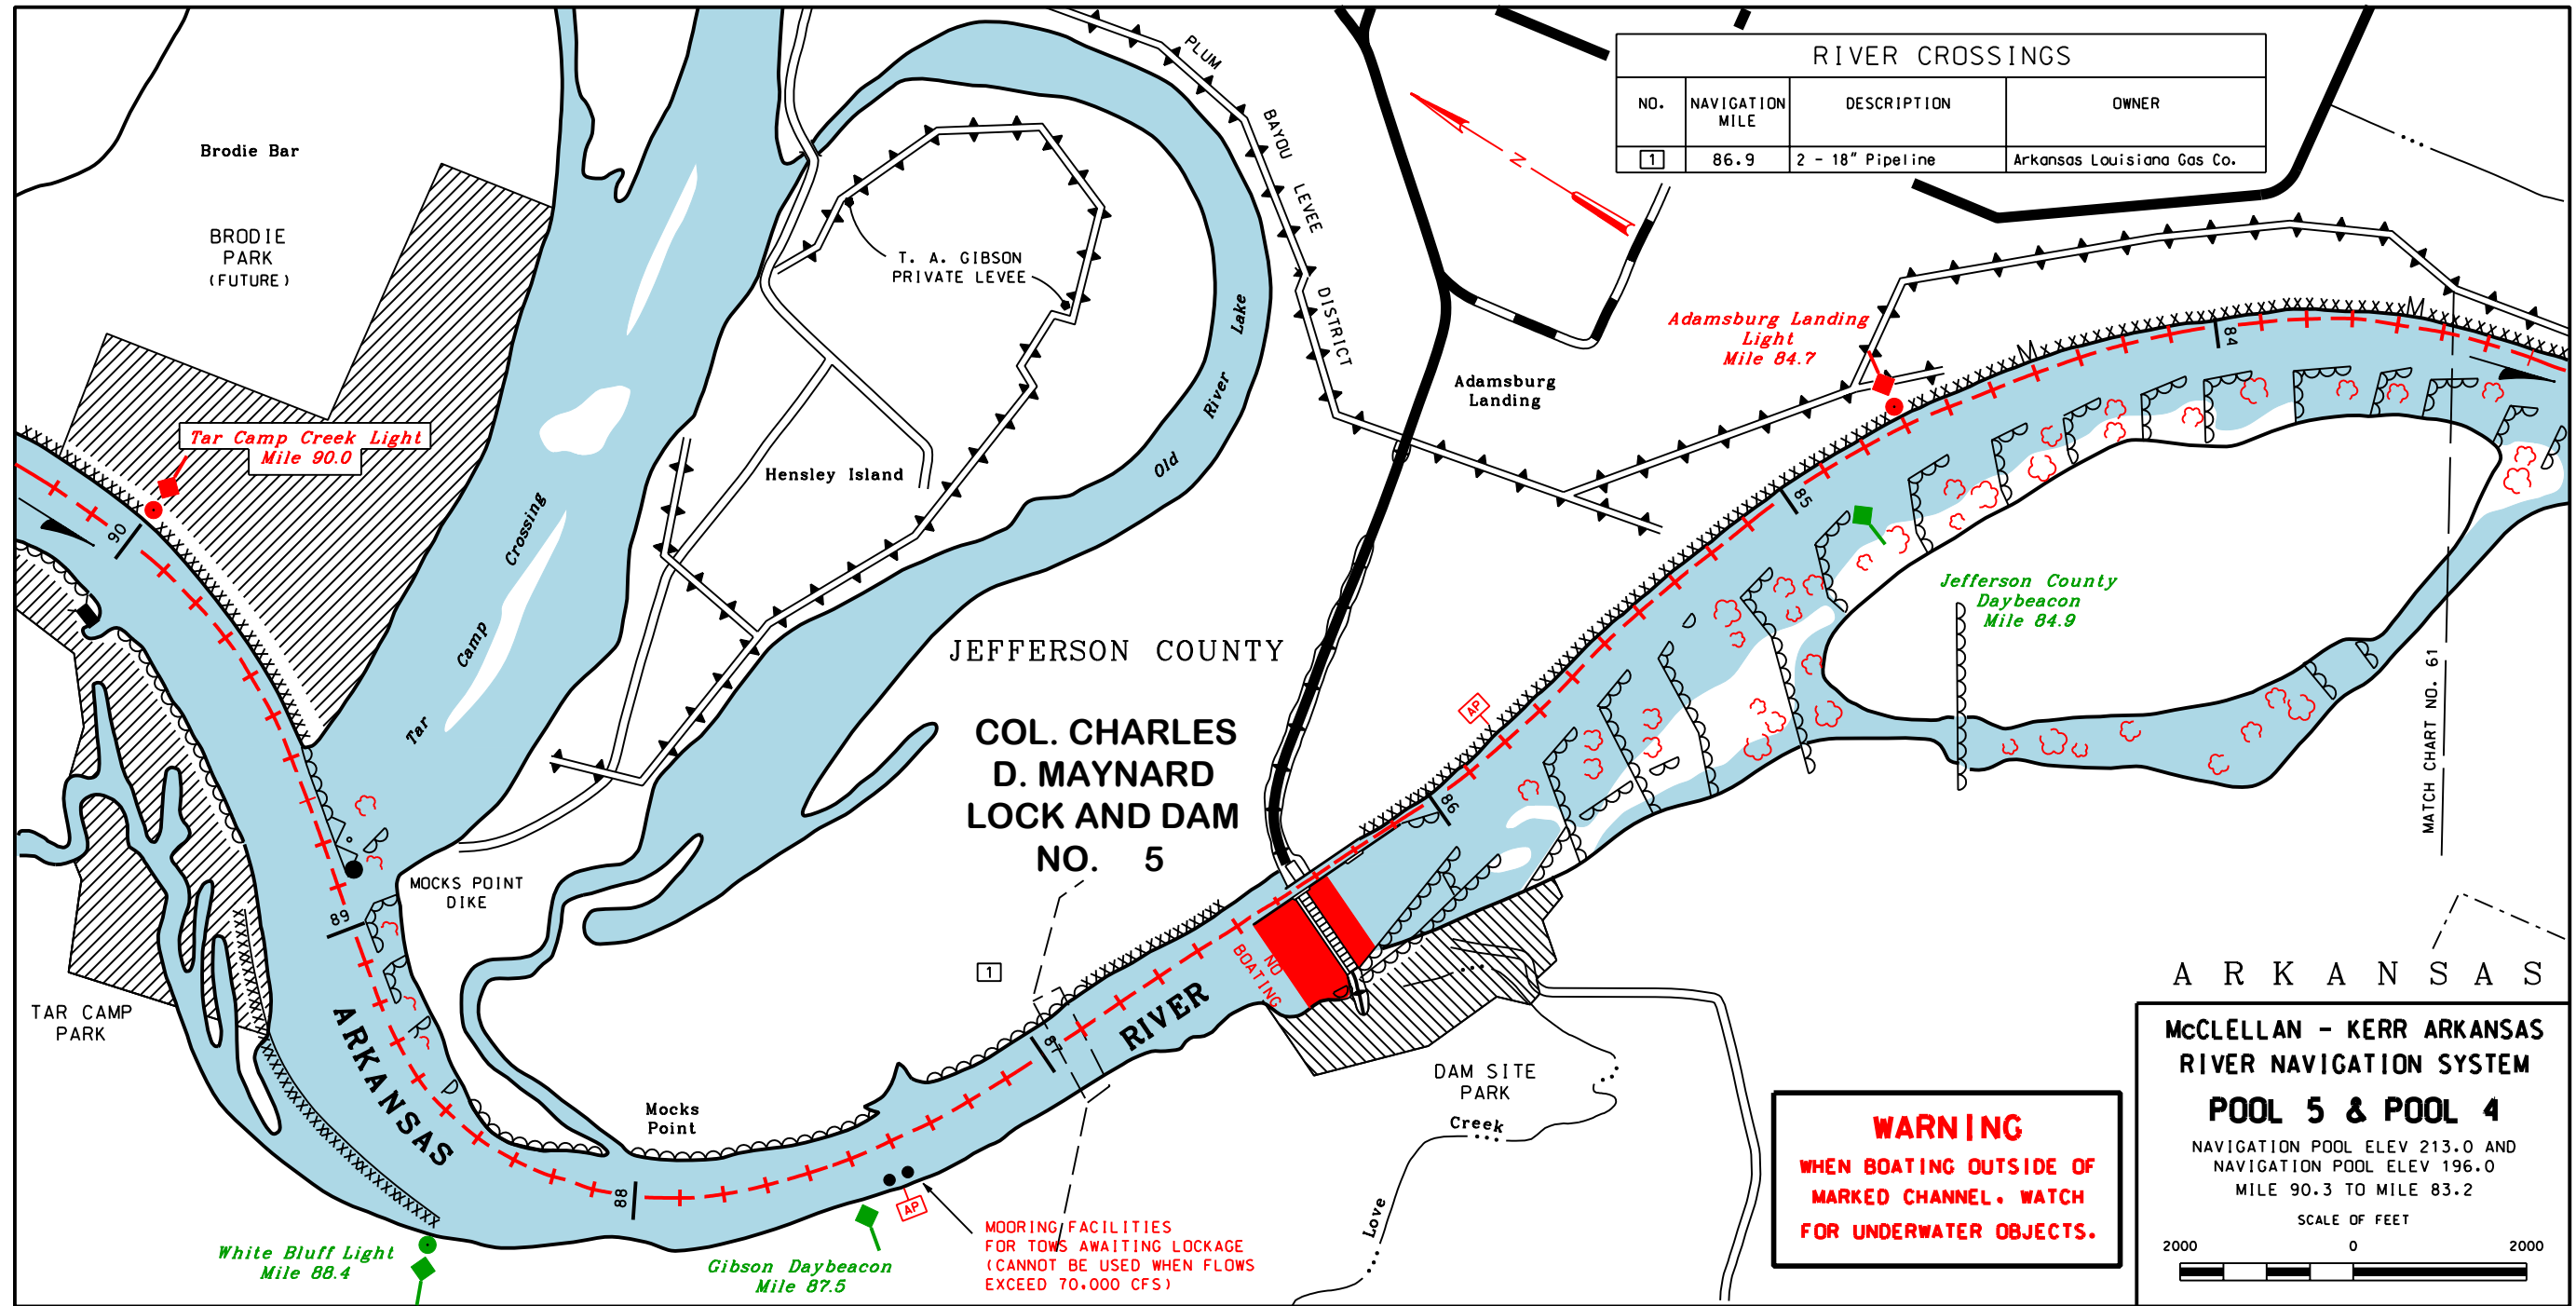 PLUM
BAYOU
LEVEE
DISTRICT
RIVER CROSSINGS
NO.
NAVIGATION
MILE
DESCRIPTION
OWNER
1
86.9
2 - 18" Pipeline
Arkansas Louisiana Gas Co.
N
Brodie Bar
BRODIE
PARK
(FUTURE)
T. A. GIBSON
PRIVATE LEVEE
Old River Lake
Adamsburg Landing
Light
Mile 84.7
84
Adamsburg
Landing
Tar Camp Creek Light
Mile 90.0
90
Hensley Island
Tar Camp Crossing
85
Jefferson County
Daybeacon
Mile 84.9
JEFFERSON COUNTY
COL. CHARLES
D. MAYNARD
LOCK AND DAM
NO. 5
AP
86
MATCH CHART NO. 61
MOCKS POINT
DIKE
89
1
NO
BOATING
TAR CAMP
PARK
ARKANSAS
RIVER
87
DAM SITE
PARK
Mocks
Point
Love
Creek
88
AP
White Bluff Light
Mile 88.4
Gibson Daybeacon
Mile 87.5
MOORING FACILITIES
FOR TOWS AWAITING LOCKAGE
(CANNOT BE USED WHEN FLOWS
EXCEED 70,000 CFS)
WARNING
WHEN BOATING OUTSIDE OF
MARKED CHANNEL, WATCH
FOR UNDERWATER OBJECTS.
ARKANSAS
McCLELLAN - KERR ARKANSAS
RIVER NAVIGATION SYSTEM
POOL 5 & POOL 4
NAVIGATION POOL ELEV 213.0 AND
NAVIGATION POOL ELEV 196.0
MILE 90.3 TO MILE 83.2
SCALE OF FEET
2000 0 2000